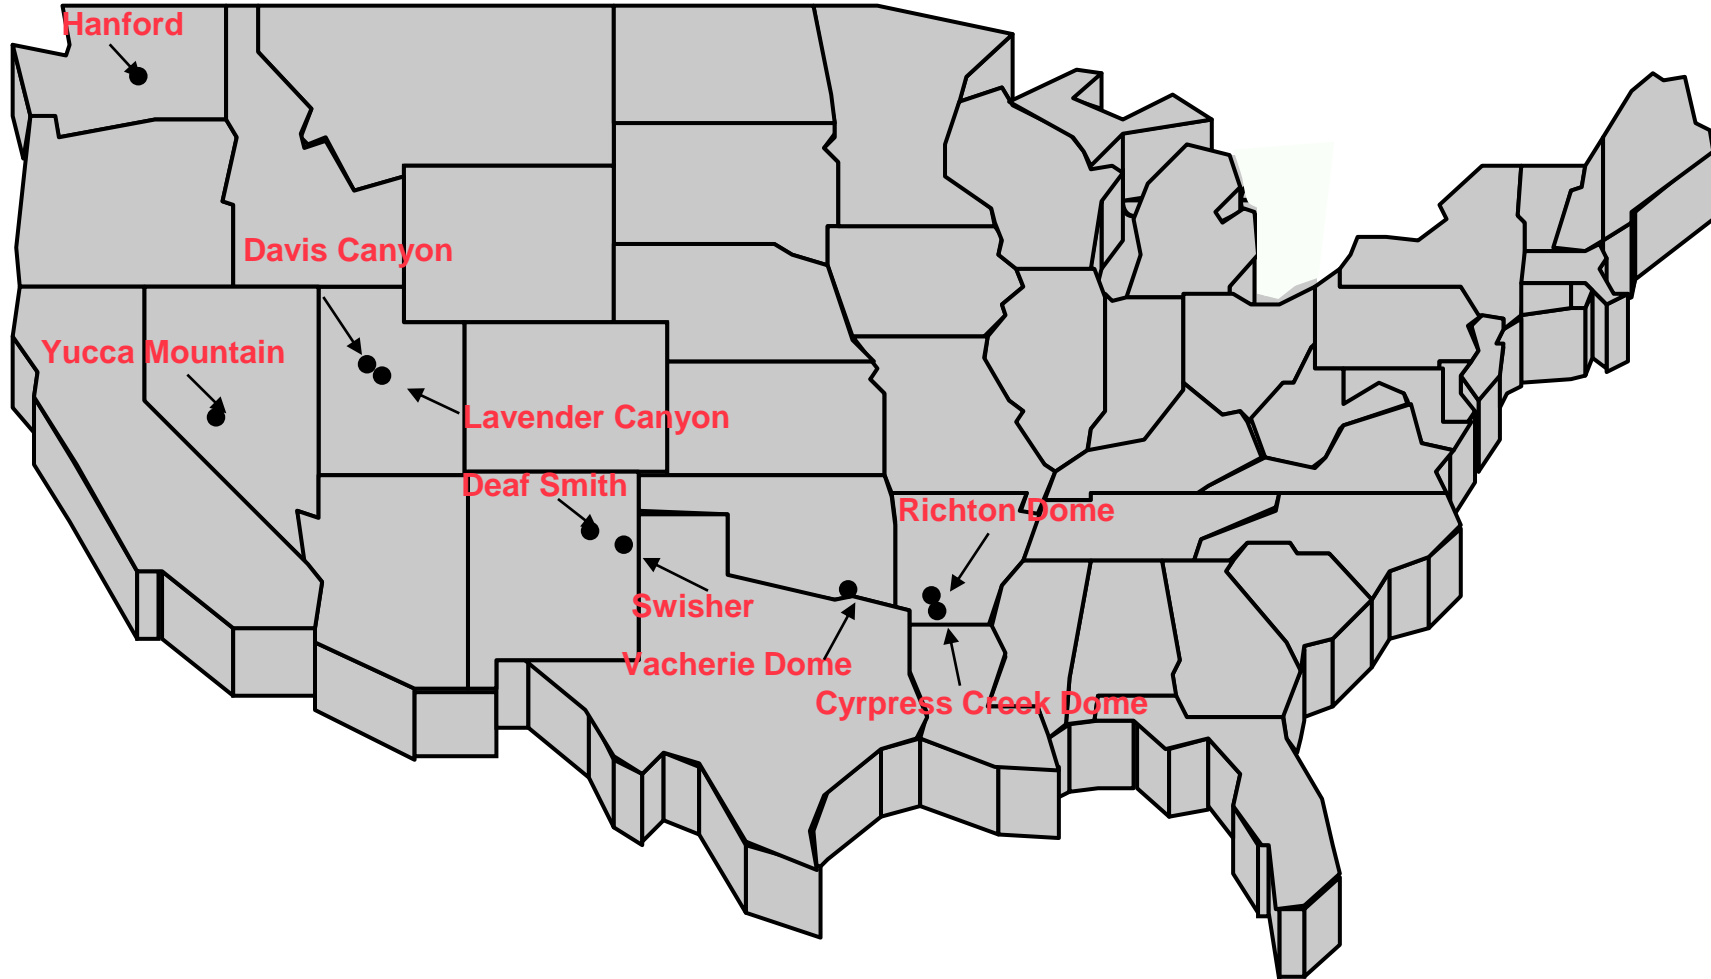 Hanford
Davis Canyon
Yucca Mountain
Lavender Canyon
Deaf Smith
Richton Dome
Swisher
Vacherie Dome
Cyrpress Creek Dome